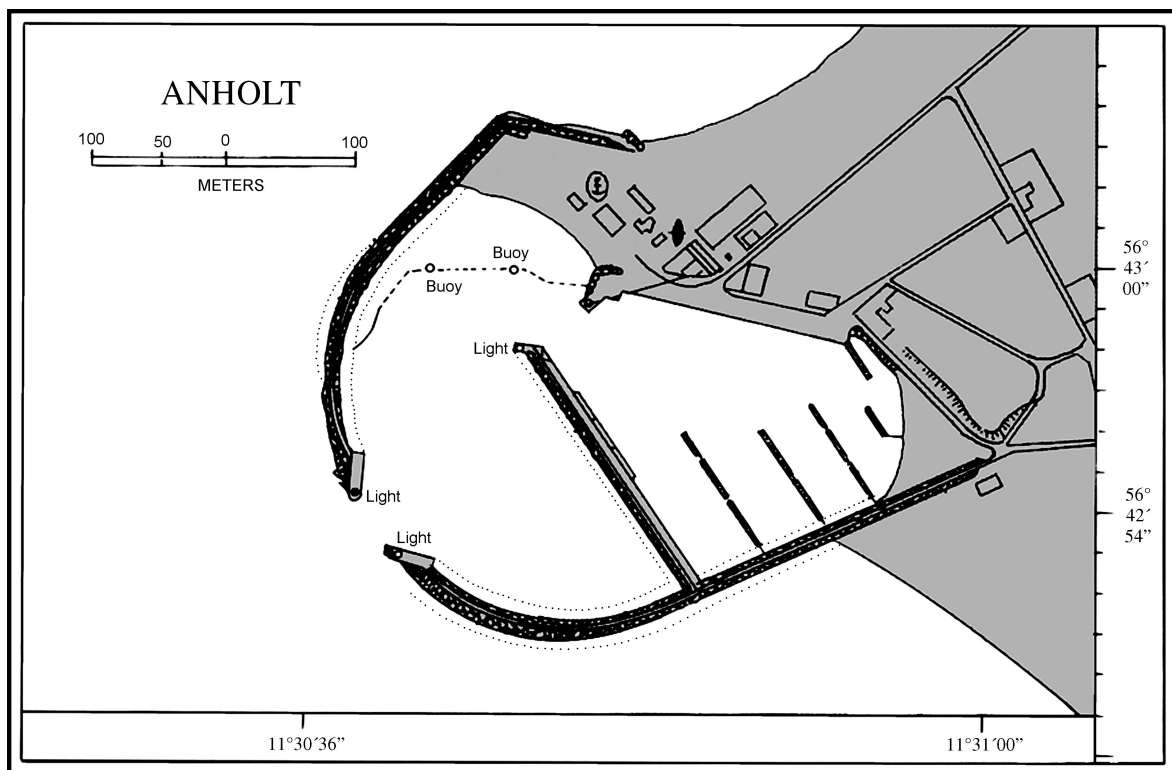 ANHOLT
100 50 0 100
METERS
Buoy
Buoy
Light
Light
Light
56°
43´
00”
56°
42´
54”
11°30´36”
11°31´00”